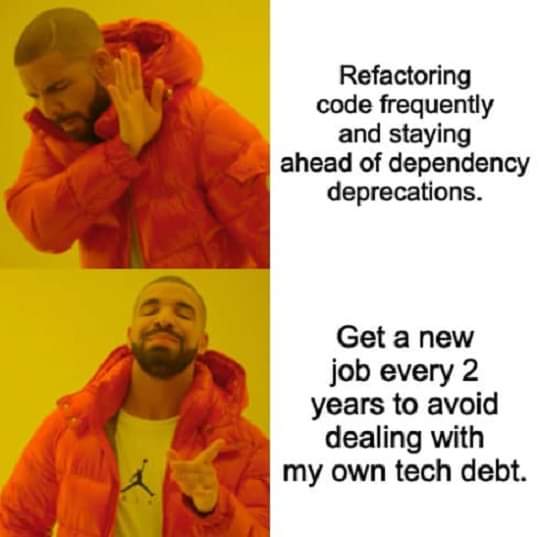 Refactoring
code frequently
and staying
ahead of dependency
deprecations.
Get a new
job every 2
years to avoid
dealing with
my own tech debt.